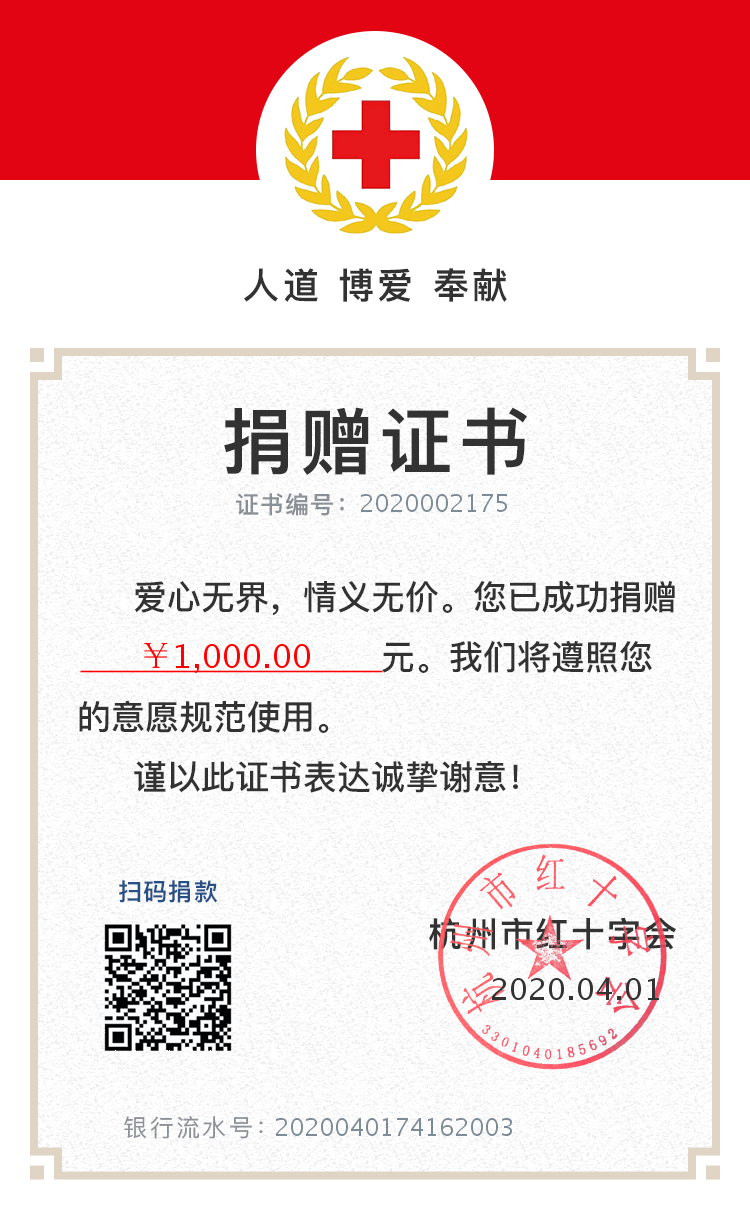 人道 博爱 奉献
捐赠证书
证书编号：2020002175
爱心无界，情义无价。您已成功捐赠
￥1,000.00元。我们将遵照您
的意愿规范使用。
谨以此证书表达诚挚谢意！
扫码捐款
杭州市红十字会
杭州市红十字会
2020.04.01
3301040185692
银行流水号：2020040174162003